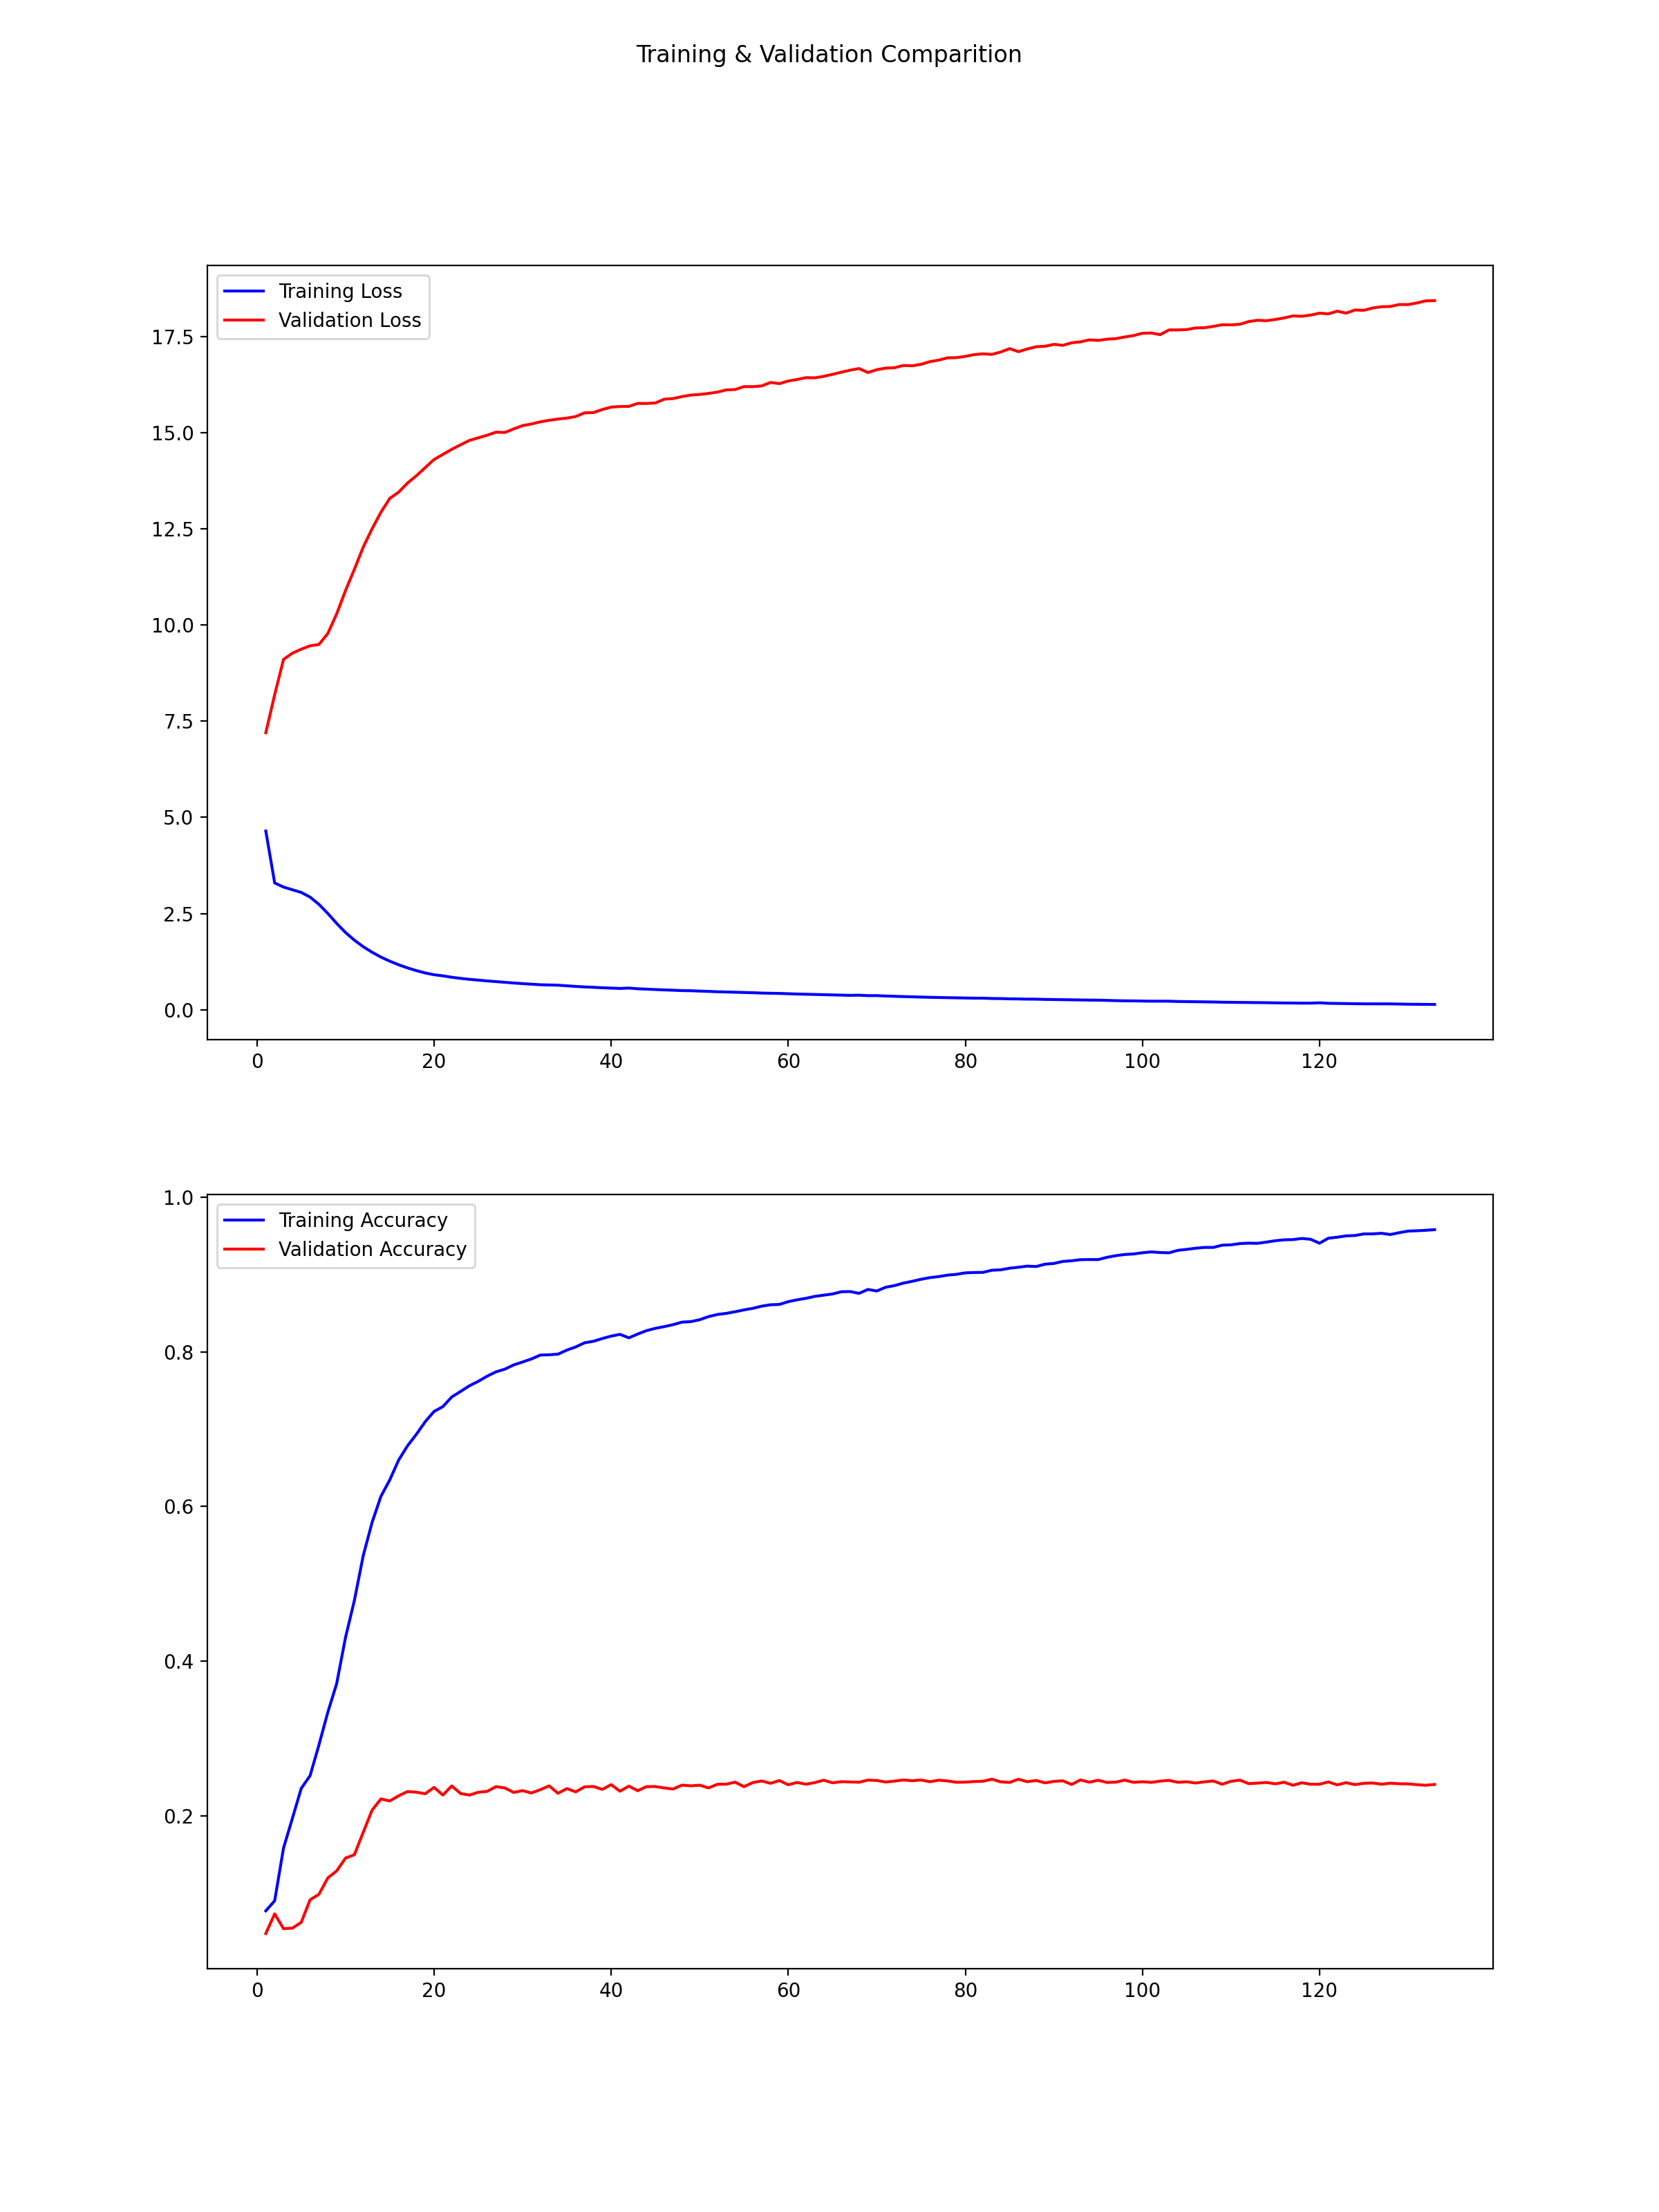 Training & Validation Comparition
Training Loss
Validation Loss
17.5
15.0
12.5
10.0
7.5
5.0
2.5
0.0
0 20 40 60 80 100 120
1.0
Training Accuracy
Validation Accuracy
0.8
0.6
0.4
0.2
0 20 40 60 80 100 120